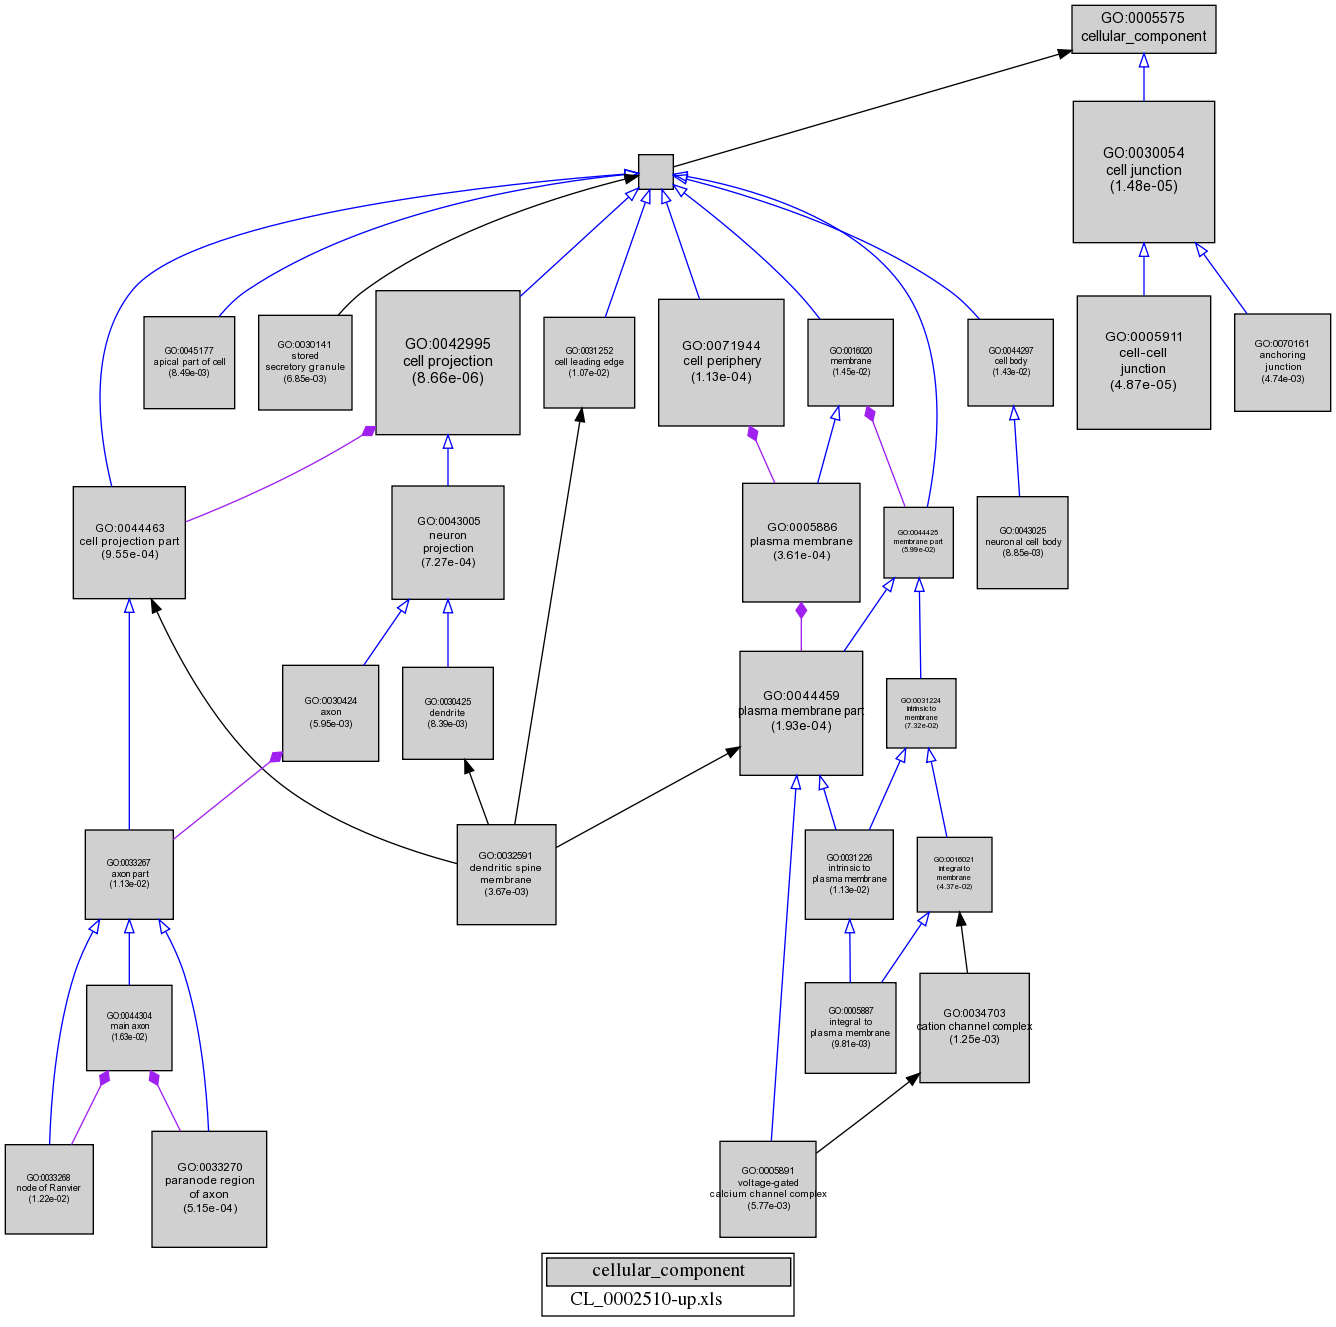 GO:0005575
cellular_component
GO:0030054
cell junction
(1.48e-05)
GO:0045177
apical part of cell
(8.49e-03)
GO:0030141
stored
secretory granule
(6.85e-03)
GO:0042995
cell projection
(8.66e-06)
GO:0031252
cell leading edge
(1.07e-02)
GO:0071944
cell periphery
(1.13e-04)
GO:0016020
membrane
(1.45e-02)
GO:0044297
cell body
(1.43e-02)
GO:0005911
cell-cell
junction
(4.87e-05)
GO:0070161
anchoring
junction
(4.74e-03)
GO:0044463
cell projection part
(9.55e-04)
GO:0043005
neuron
projection
(7.27e-04)
GO:0005886
plasma membrane
(3.61e-04)
GO:0044425
membrane part
(5.99e-02)
GO:0043025
neuronal cell body
(8.85e-03)
GO:0030424
axon
(5.95e-03)
GO:0030425
dendrite
(8.39e-03)
GO:0044459
plasma membrane part
(1.93e-04)
GO:0031224
intrinsic to
membrane
(7.32e-02)
GO:0033267
axon part
(1.13e-02)
GO:0032591
dendritic spine
membrane
(3.67e-03)
GO:0031226
intrinsic to
plasma membrane
(1.13e-02)
GO:0016021
integral to
membrane
(4.37e-02)
GO:0044304
main axon
(1.63e-02)
GO:0005887
integral to
plasma membrane
(9.81e-03)
GO:0034703
cation channel complex
(1.25e-03)
GO:0033268
node of Ranvier
(1.22e-02)
GO:0033270
paranode region
of axon
(5.15e-04)
GO:0005891
voltage-gated
calcium channel complex
(5.77e-03)
cellular_component
CL_0002510-up.xls